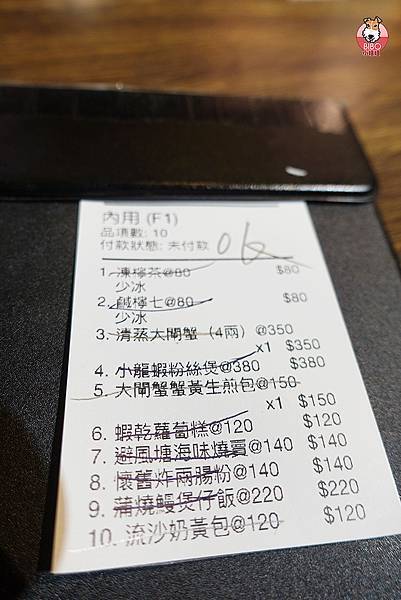 BIBO
內用 (F1)
品項數: 10
付款狀態: 未付款
OK
1. 凍檸茶@80 $80
少冰
2. 鹹檸七@80 $80
少冰
3. 清蒸大閘蟹（4兩）@350
x1 $350
4. 小龍蝦粉絲煲@380 $380
5. 大閘蟹蟹黃生煎包@150
x1 $150
6. 蝦乾蘿蔔糕@120 $120
7. 避風塘海味燒賣@140 $140
8. 懷舊炸兩腸粉@140 $140
9. 蒲燒鰻煲仔飯@220 $220
10. 流沙奶黃包@120 $120